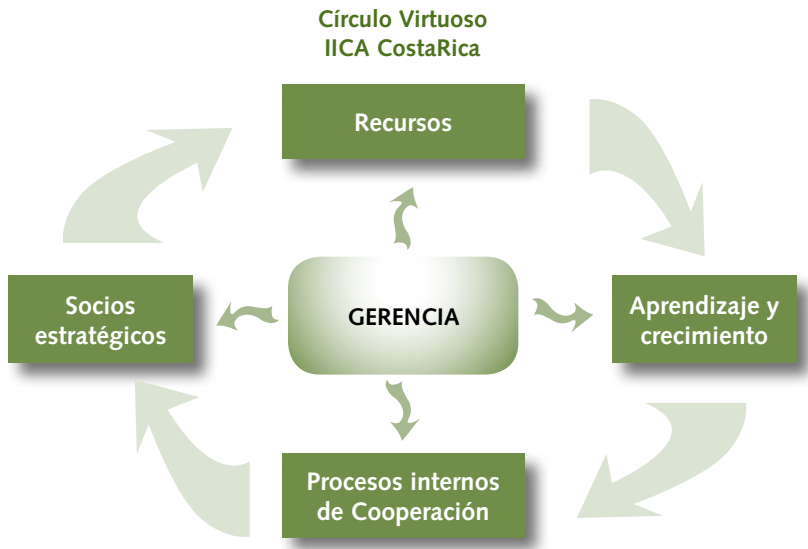 Círculo Virtuoso
IICA CostaRica
Recursos
Socios
estratégicos
GERENCIA
Aprendizaje y
crecimiento
Procesos internos
de Cooperación